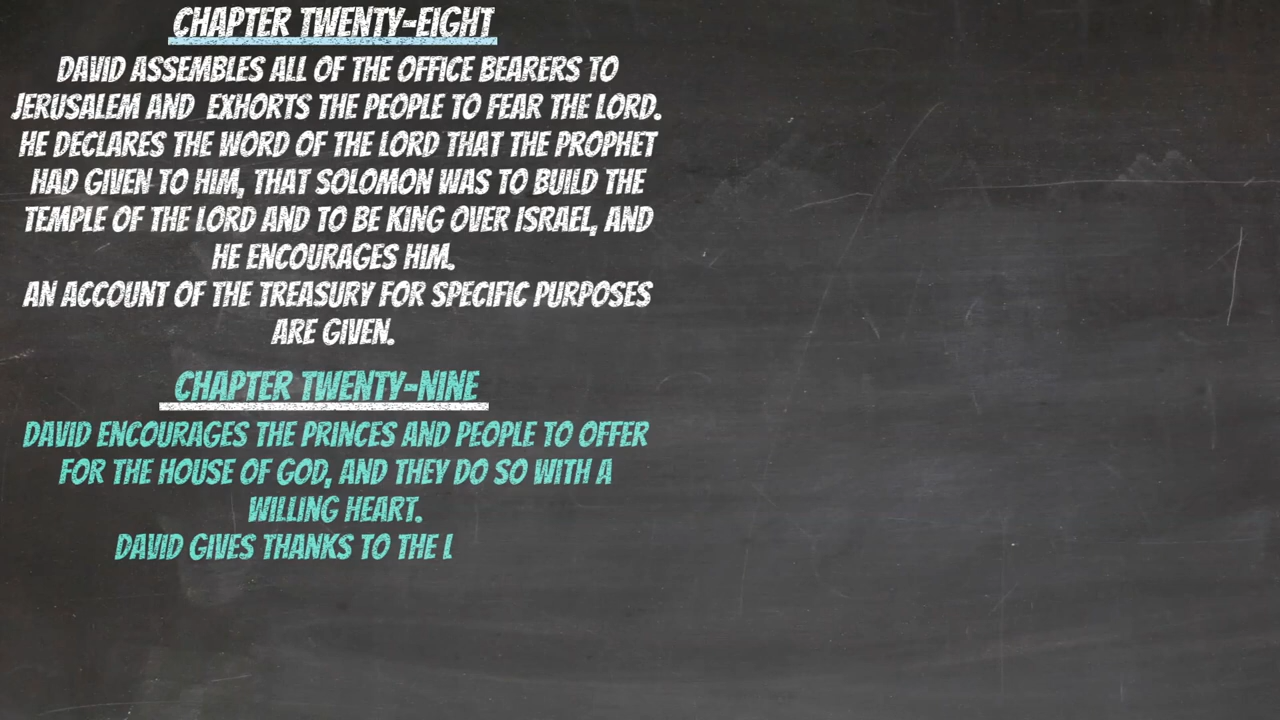 CHAPTER TWENTY-EIGHT
DAVID ASSEMBLES ALL OF THE OFFICE BEARERS TO
JERUSALEM AND EXHORTS THE PEOPLE TO FEAR THE LORD.
HE DECLARES THE WORD OF THE LORD THAT THE PROPHET
HAD GIVEN TO HIM, THAT SOLOMON WAS TO BUILD THE
TEMPLE OF THE LORD AND TO BE KING OVER ISRAEL, AND
HE ENCOURAGES HIM.
AN ACCOUNT OF THE TREASURY FOR SPECIFIC PURPOSES
ARE GIVEN.
CHAPTER TWENTY-NINE
DAVID ENCOURAGES THE PRINCES AND PEOPLE TO OFFER
FOR THE HOUSE OF GOD, AND THEY DO SO WITH A
WILLING HEART.
DAVID GIVES THANKS TO THE L